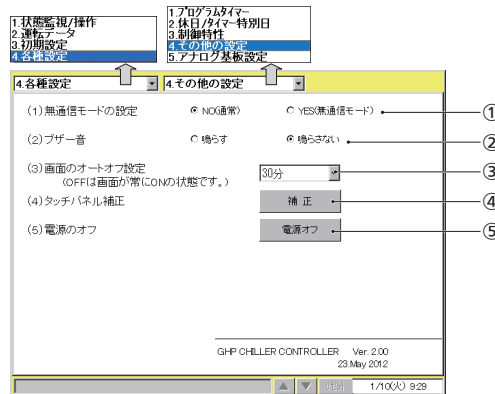 1.状態監視/操作
2.運転データ
3.初期設定
4.各種設定
1.プログラムタイマー
2.休日/タイマー特別日
3.制御特性
4.その他の設定
5.アナログ基板設定
4.各種設定 4.その他の設定
(1)無通信モードの設定 NO(通常) YES(無通信モード) ①
(2)ブザー音 鳴らす 鳴らさない ②
(3)画面のオートオフ設定 30分 ③
(OFFは画面が常にONの状態です。)
(4)タッチパネル補正 補 正 ④
(5)電源のオフ 電源オフ ⑤
GHP CHILLER CONTROLLER Ver. 2.00
23.May 2012
リセット 1/10(火) 9:29